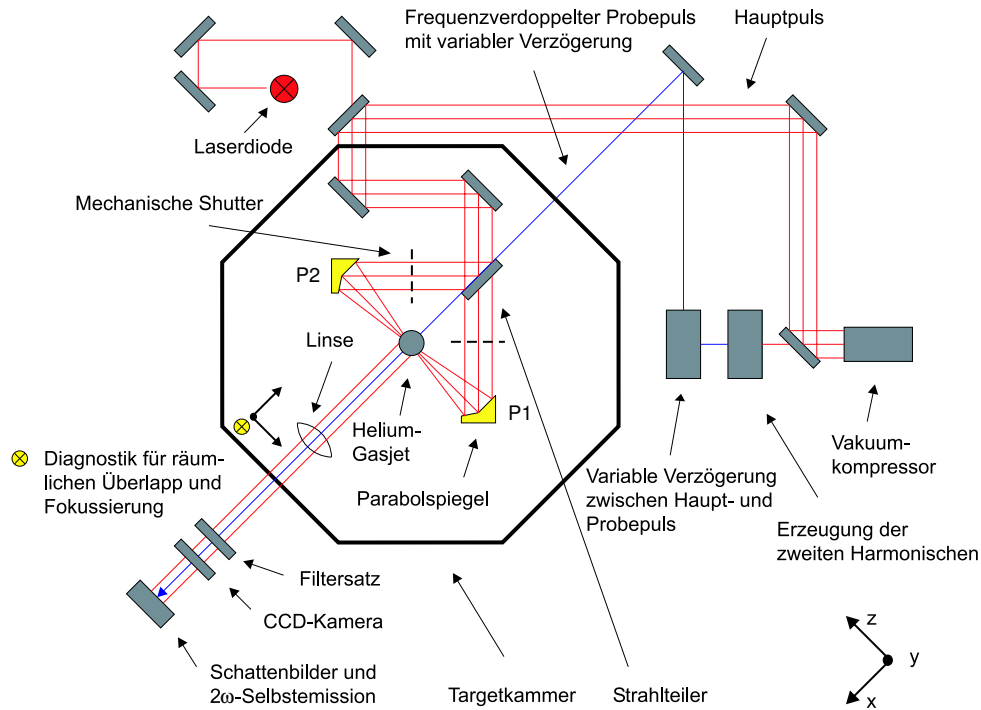 Frequenzverdoppelter Probepuls
mit variabler Verzögerung
Hauptpuls
Laserdiode
Mechanische Shutter
P2
Linse
P1
Helium-
Gasjet
Parabolspiegel
Diagnostik für räum-
lichen Überlapp und
Fokussierung
Variable Verzögerung
zwischen Haupt- und
Probepuls
Vakuum-
kompressor
Erzeugung der
zweiten Harmonischen
Filtersatz
CCD-Kamera
Schattenbilder und
2ω-Selbstemission
Targetkammer
Strahlteiler
z
y
x